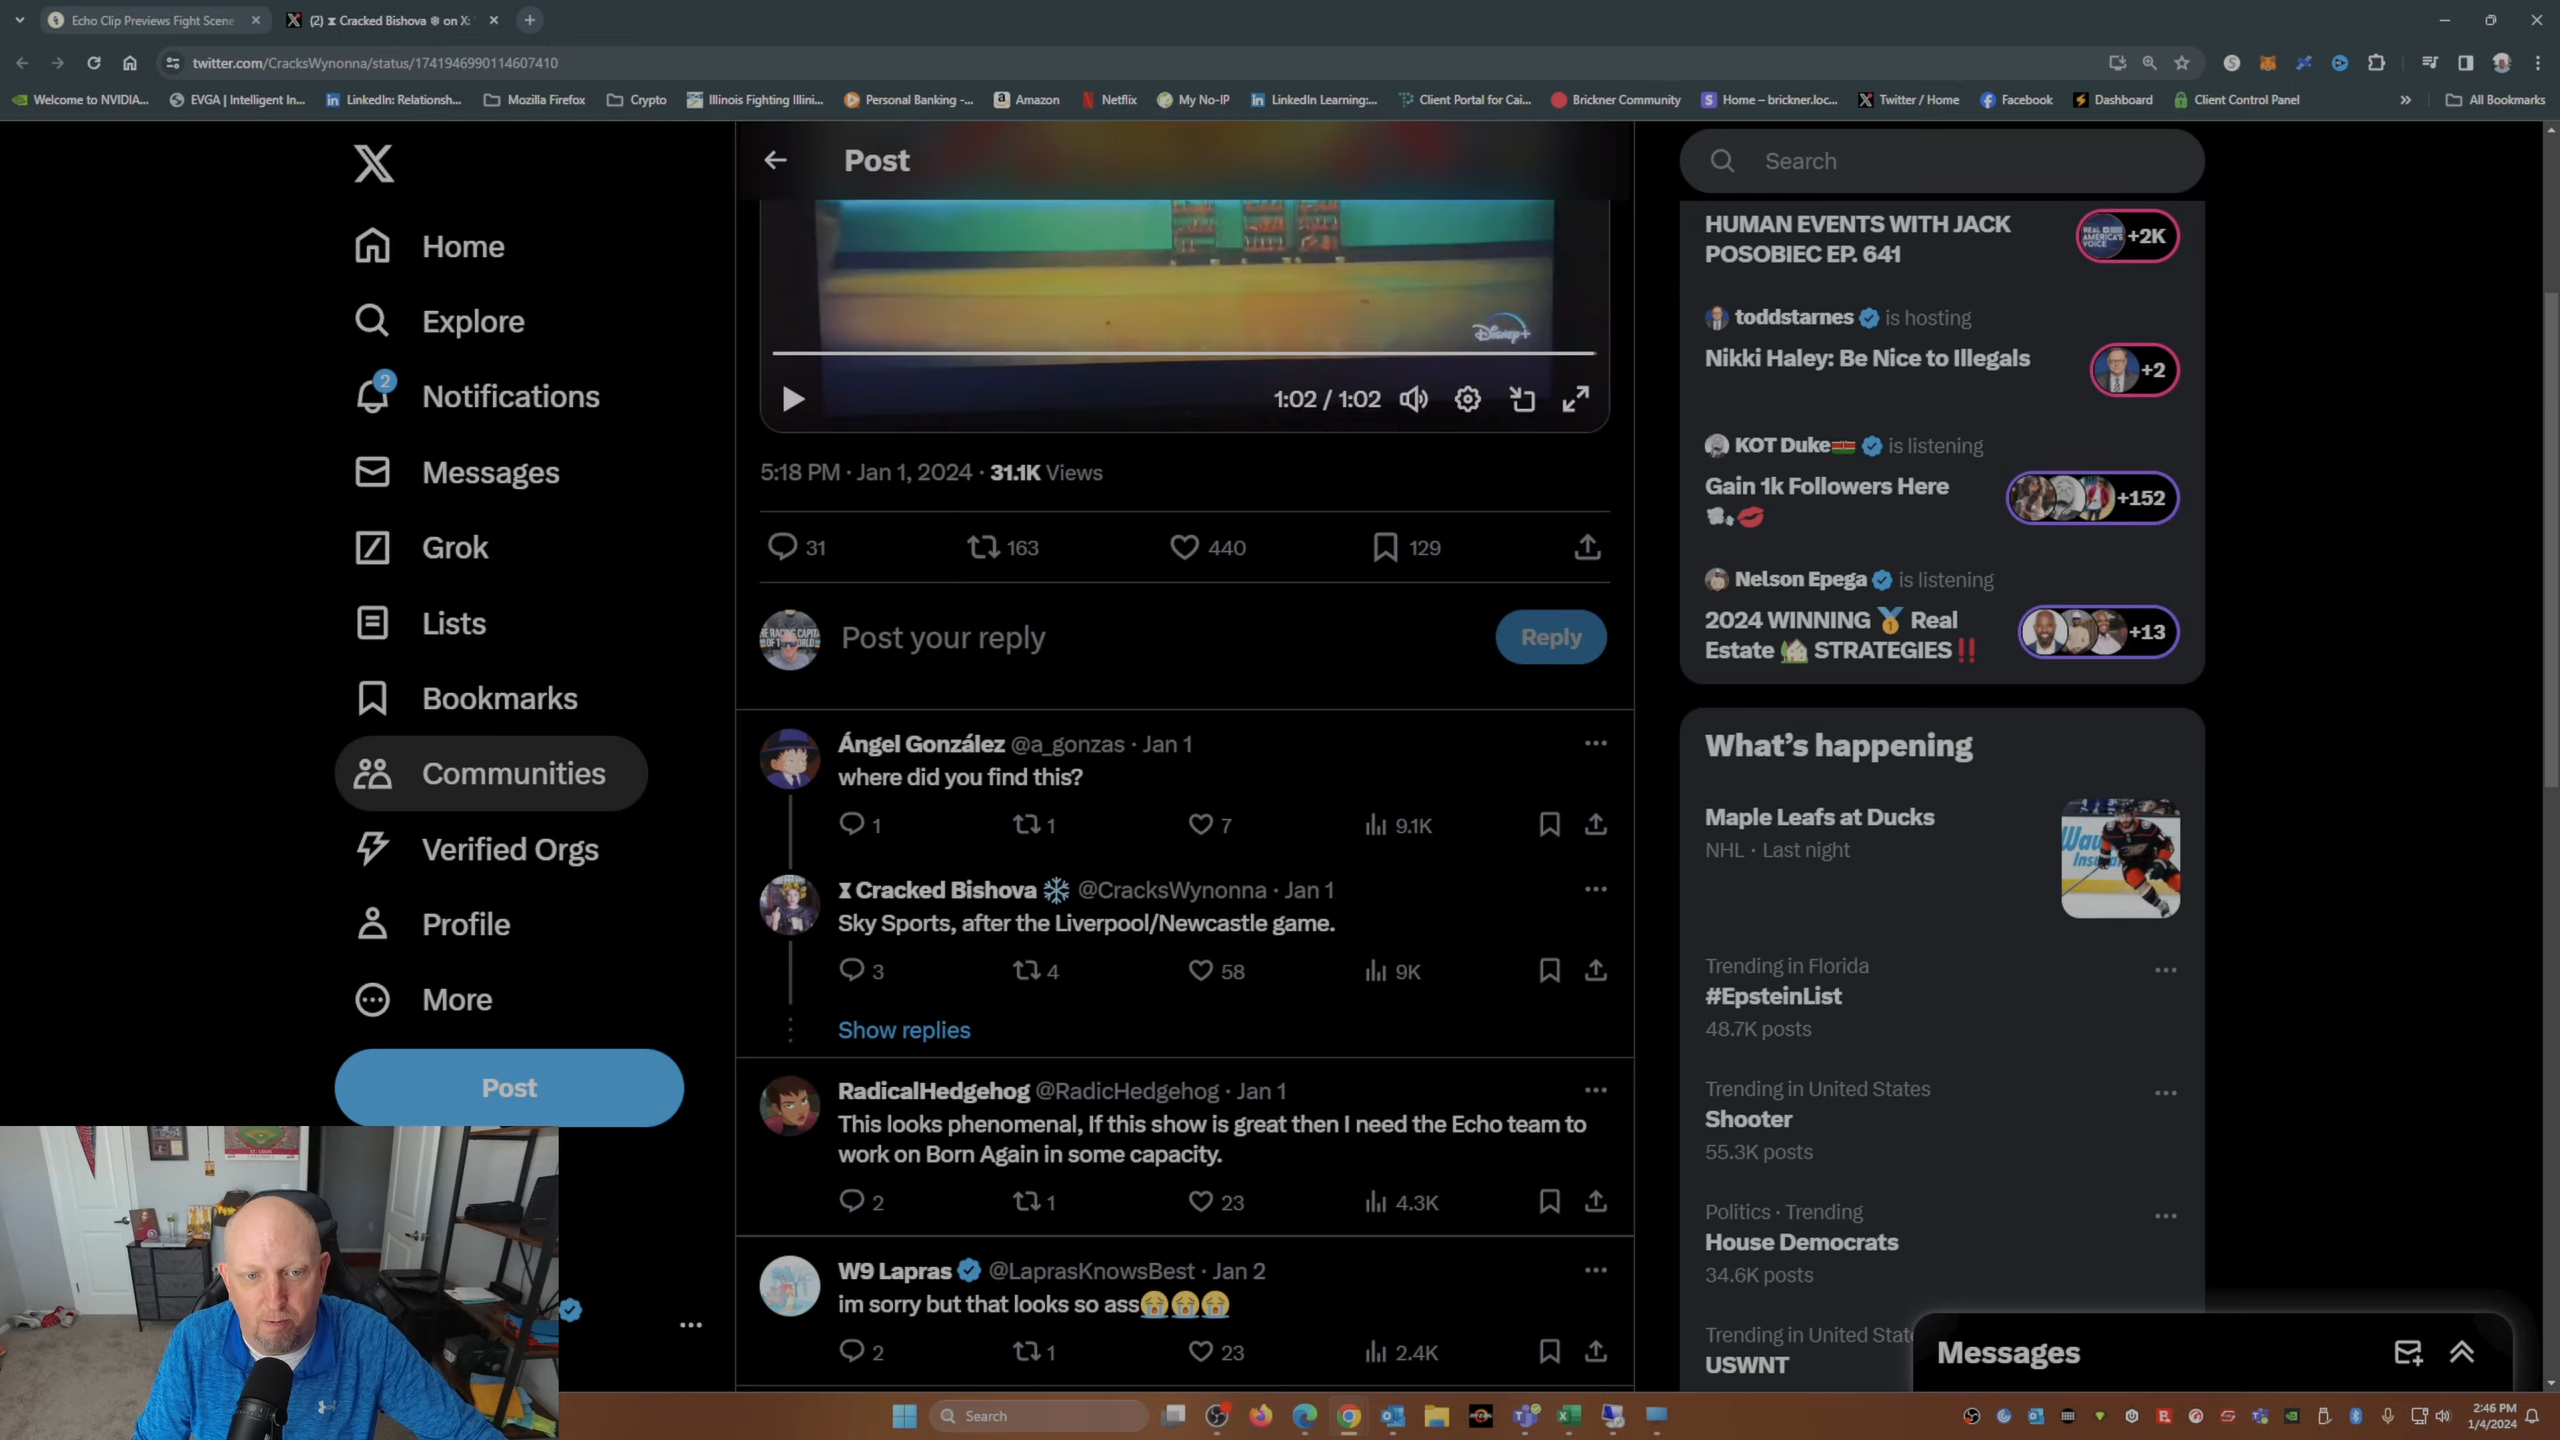 Echo Clip Previews Fight Scene
(2) ⧗ Cracked Bishova ❄ on X:
twitter.com/CracksWynonna/status/1741946990114607410
Welcome to NVIDIA...
EVGA | Intelligent In...
LinkedIn: Relationsh...
Mozilla Firefox
Crypto
Illinois Fighting Illini...
Personal Banking -...
Amazon
Netflix
My No-IP
LinkedIn Learning:...
Client Portal for Cai...
Brickner Community
Home – brickner.loc...
Twitter / Home
Facebook
Dashboard
Client Control Panel
All Bookmarks
Home
Explore
2
Notifications
Messages
Grok
Lists
Bookmarks
Communities
Verified Orgs
Profile
More
Post
Post
Disney+
1:02 / 1:02
5:18 PM · Jan 1, 2024 · 31.1K Views
31 163 440 129
Post your reply
Reply
Ángel González @a_gonzas · Jan 1
where did you find this?
1 1 7 9.1K
⧗ Cracked Bishova ❄ @CracksWynonna · Jan 1
Sky Sports, after the Liverpool/Newcastle game.
3 4 58 9K
Show replies
RadicalHedgehog @RadicHedgehog · Jan 1
This looks phenomenal, If this show is great then I need the Echo team to
work on Born Again in some capacity.
2 1 23 4.3K
W9 Lapras @LaprasKnowsBest · Jan 2
im sorry but that looks so ass😭😭😭
2 1 23 2.4K
Search
HUMAN EVENTS WITH JACK
POSOBIEC EP. 641
REAL AMERICA'S VOICE
+2K
toddstarnes is hosting
Nikki Haley: Be Nice to Illegals
+2
KOT Duke🇰🇪 is listening
Gain 1k Followers Here
+152
Nelson Epega is listening
2024 WINNING 🥇 Real
Estate 🏡 STRATEGIES‼️
+13
What’s happening
Maple Leafs at Ducks
NHL · Last night
Trending in Florida
#EpsteinList
48.7K posts
Trending in United States
Shooter
55.3K posts
Politics · Trending
House Democrats
34.6K posts
Trending in United Stat
USWNT
Messages
Search
2:46 PM
1/4/2024